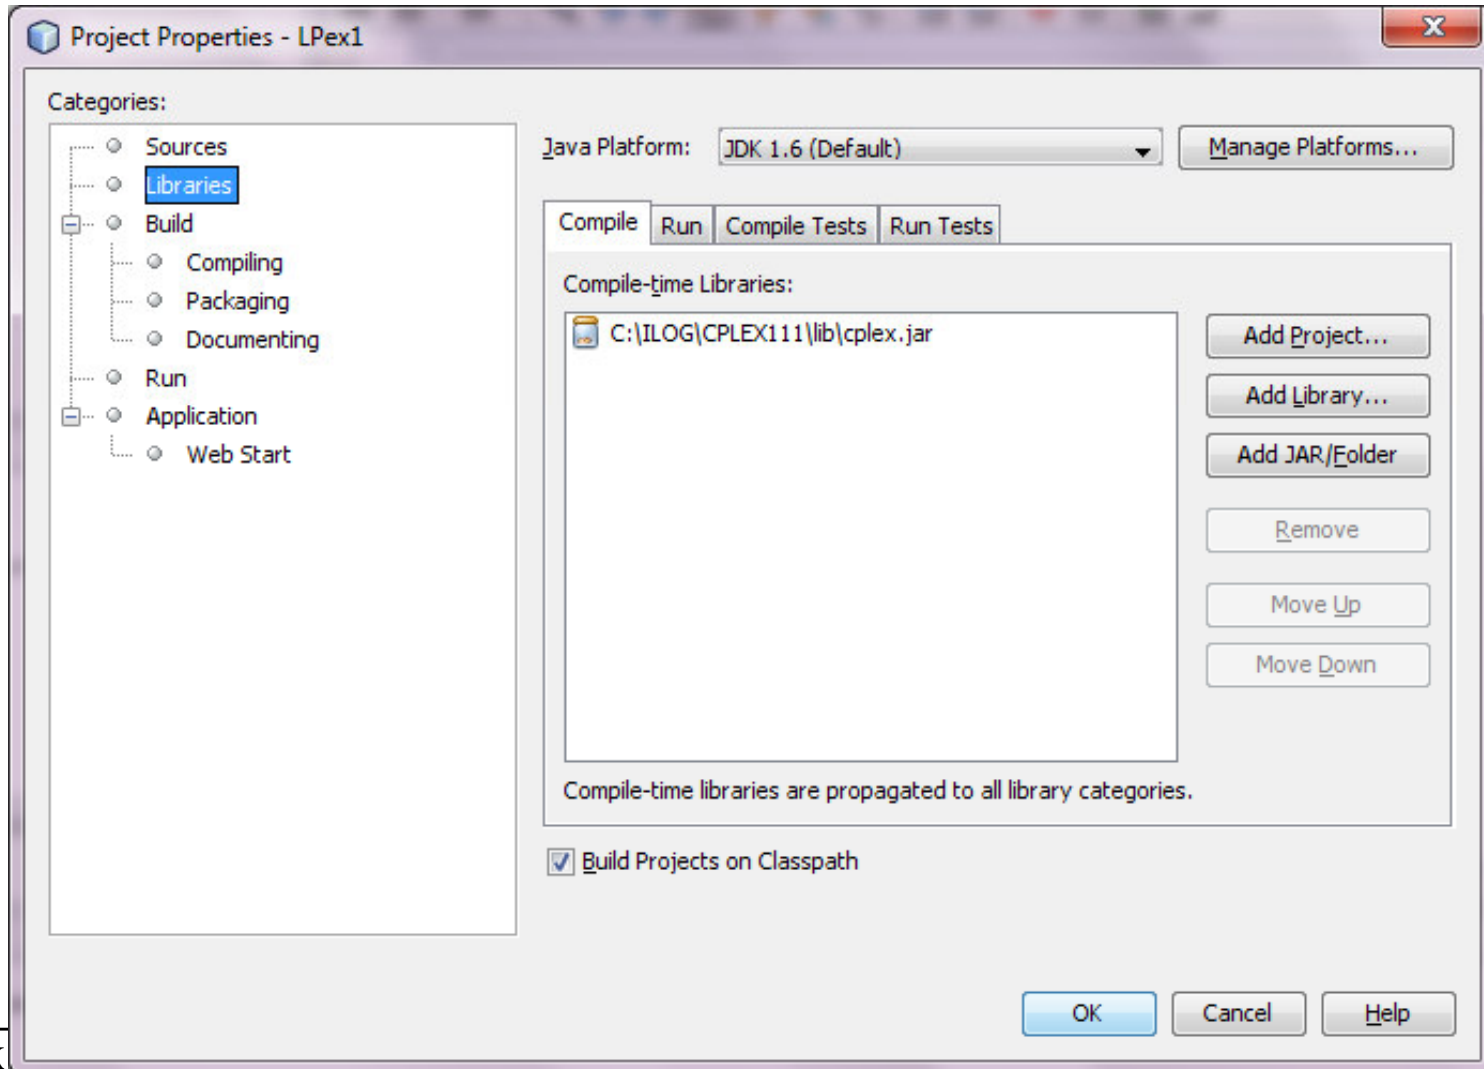 Project Properties - LPex1
X
Categories:
Sources
Libraries
Build
Compiling
Packaging
Documenting
Run
Application
Web Start
Java Platform:
JDK 1.6 (Default)
Manage Platforms...
Compile Run Compile Tests Run Tests
Compile-time Libraries:
C:\ILOG\CPLEX111\lib\cplex.jar
Add Project...
Add Library...
Add JAR/Folder
Remove
Move Up
Move Down
Compile-time libraries are propagated to all library categories.
Build Projects on Classpath
OK Cancel Help